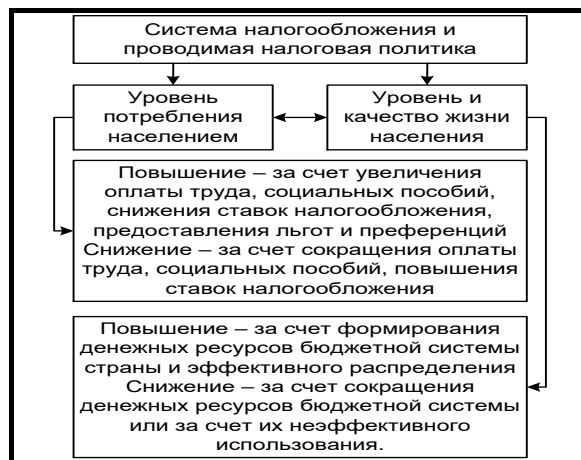 Система налогообложения и
проводимая налоговая политика
Уровень
потребления
населением
Уровень и
качество жизни
населения
Повышение – за счет увеличения
оплаты труда, социальных пособий,
снижения ставок налогообложения,
предоставления льгот и преференций
Снижение – за счет сокращения оплаты
труда, социальных пособий, повышения
ставок налогообложения
Повышение – за счет формирования
денежных ресурсов бюджетной системы
страны и эффективного распределения
Снижение – за счет сокращения
денежных ресурсов бюджетной системы
или за счет их неэффективного
использования.